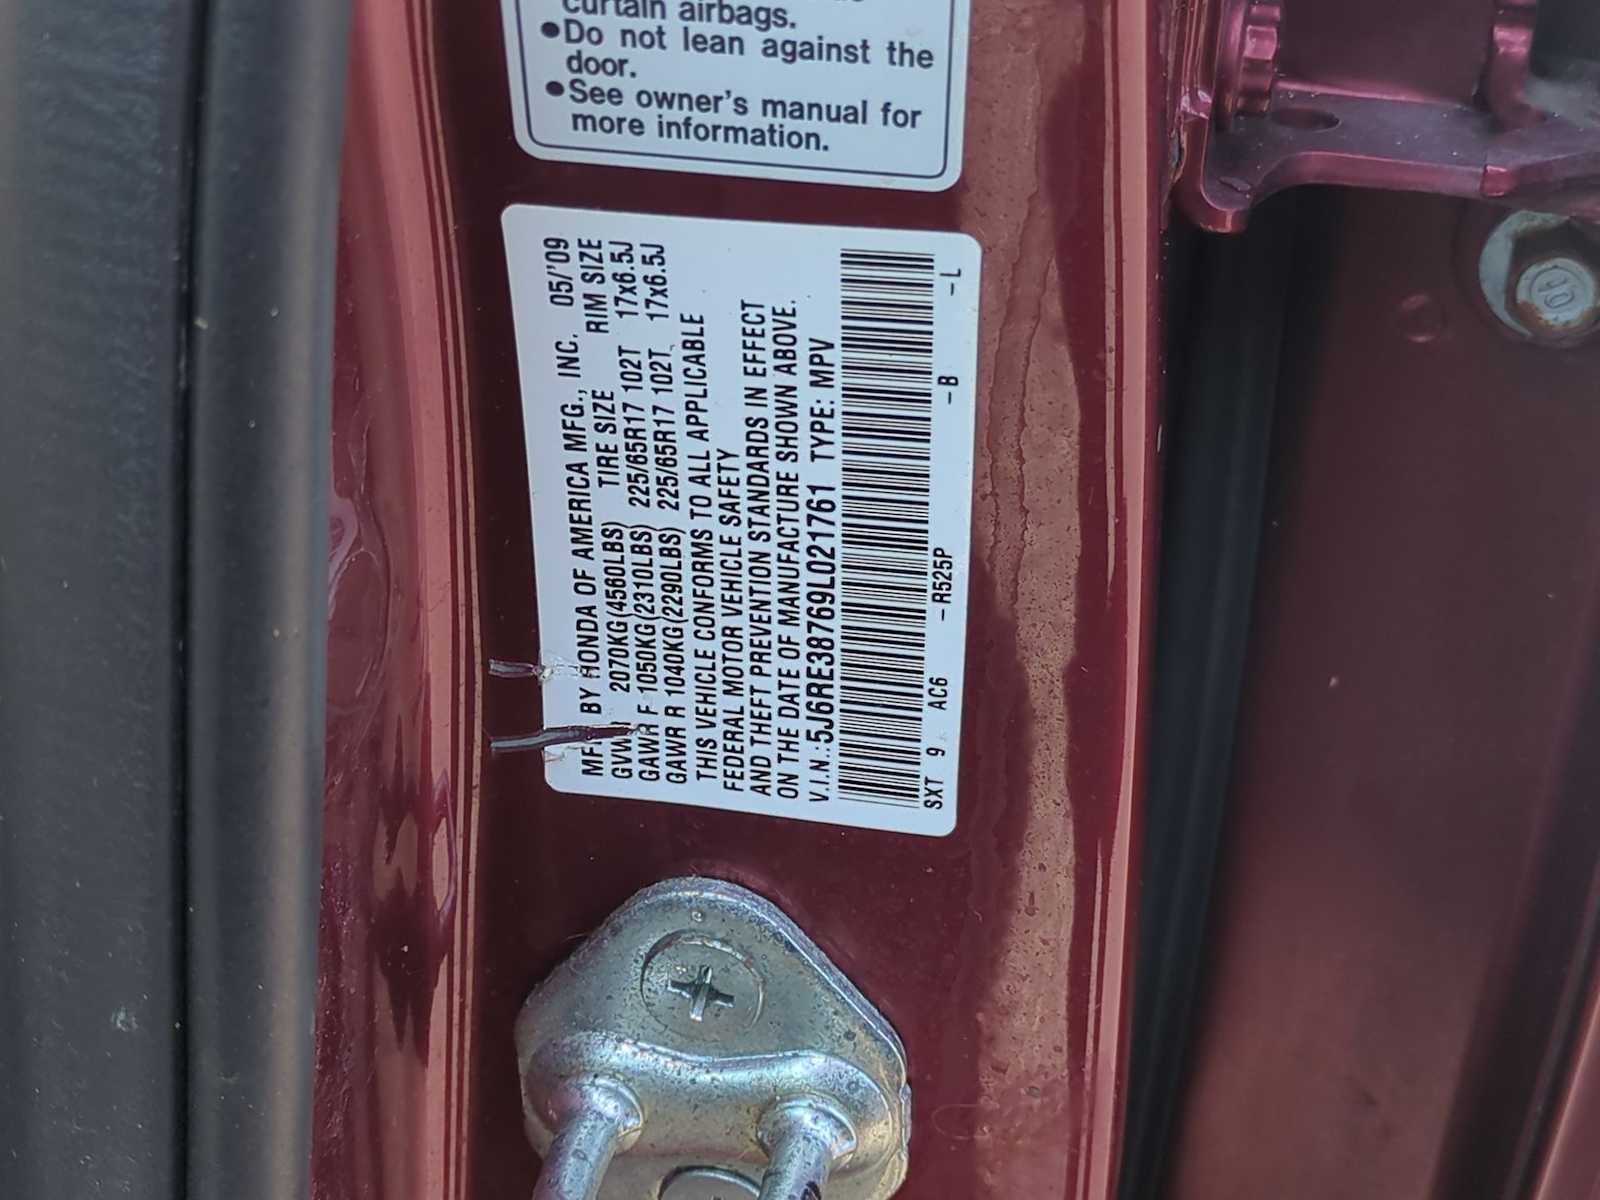 curtain airbags.
●Do not lean against the
door.
●See owner's manual for
more information.
BY HONDA OF AMERICA MFG., INC. 05/'09
2070KG(4560LBS) TIRE SIZE RIM SIZE
GAWR F 1050KG(2310LBS) 225/65R17 102T 17x6.5J
GAWR R 1040KG(2290LBS) 225/65R17 102T 17x6.5J
THIS VEHICLE CONFORMS TO ALL APPLICABLE
FEDERAL MOTOR VEHICLE SAFETY
AND THEFT PREVENTION STANDARDS IN EFFECT
ON THE DATE OF MANUFACTURE SHOWN ABOVE.
V.I.N.:5J6RE38769L021761 TYPE: MPV
SXT 9 AC6 -R525P -B -L